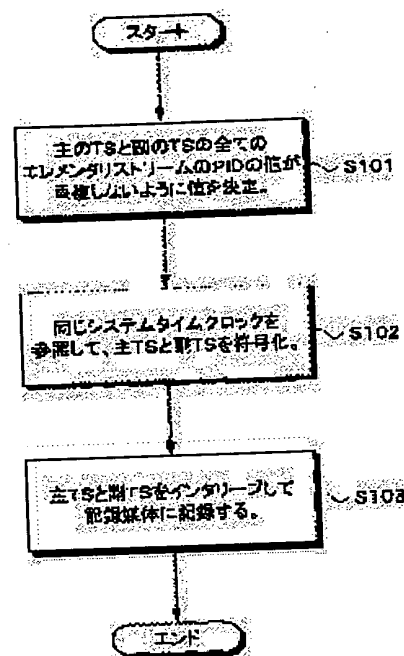 スタート
主のTSと副のTSの全ての
エレメンタリストリームのPIDの値が
重複しないように値を決定。
S101
同じシステムタイムクロックを
参照して、主TSと副TSを符号化。
S102
主TSと副TSをインタリーブして
記録媒体に記録する。
S103
エンド